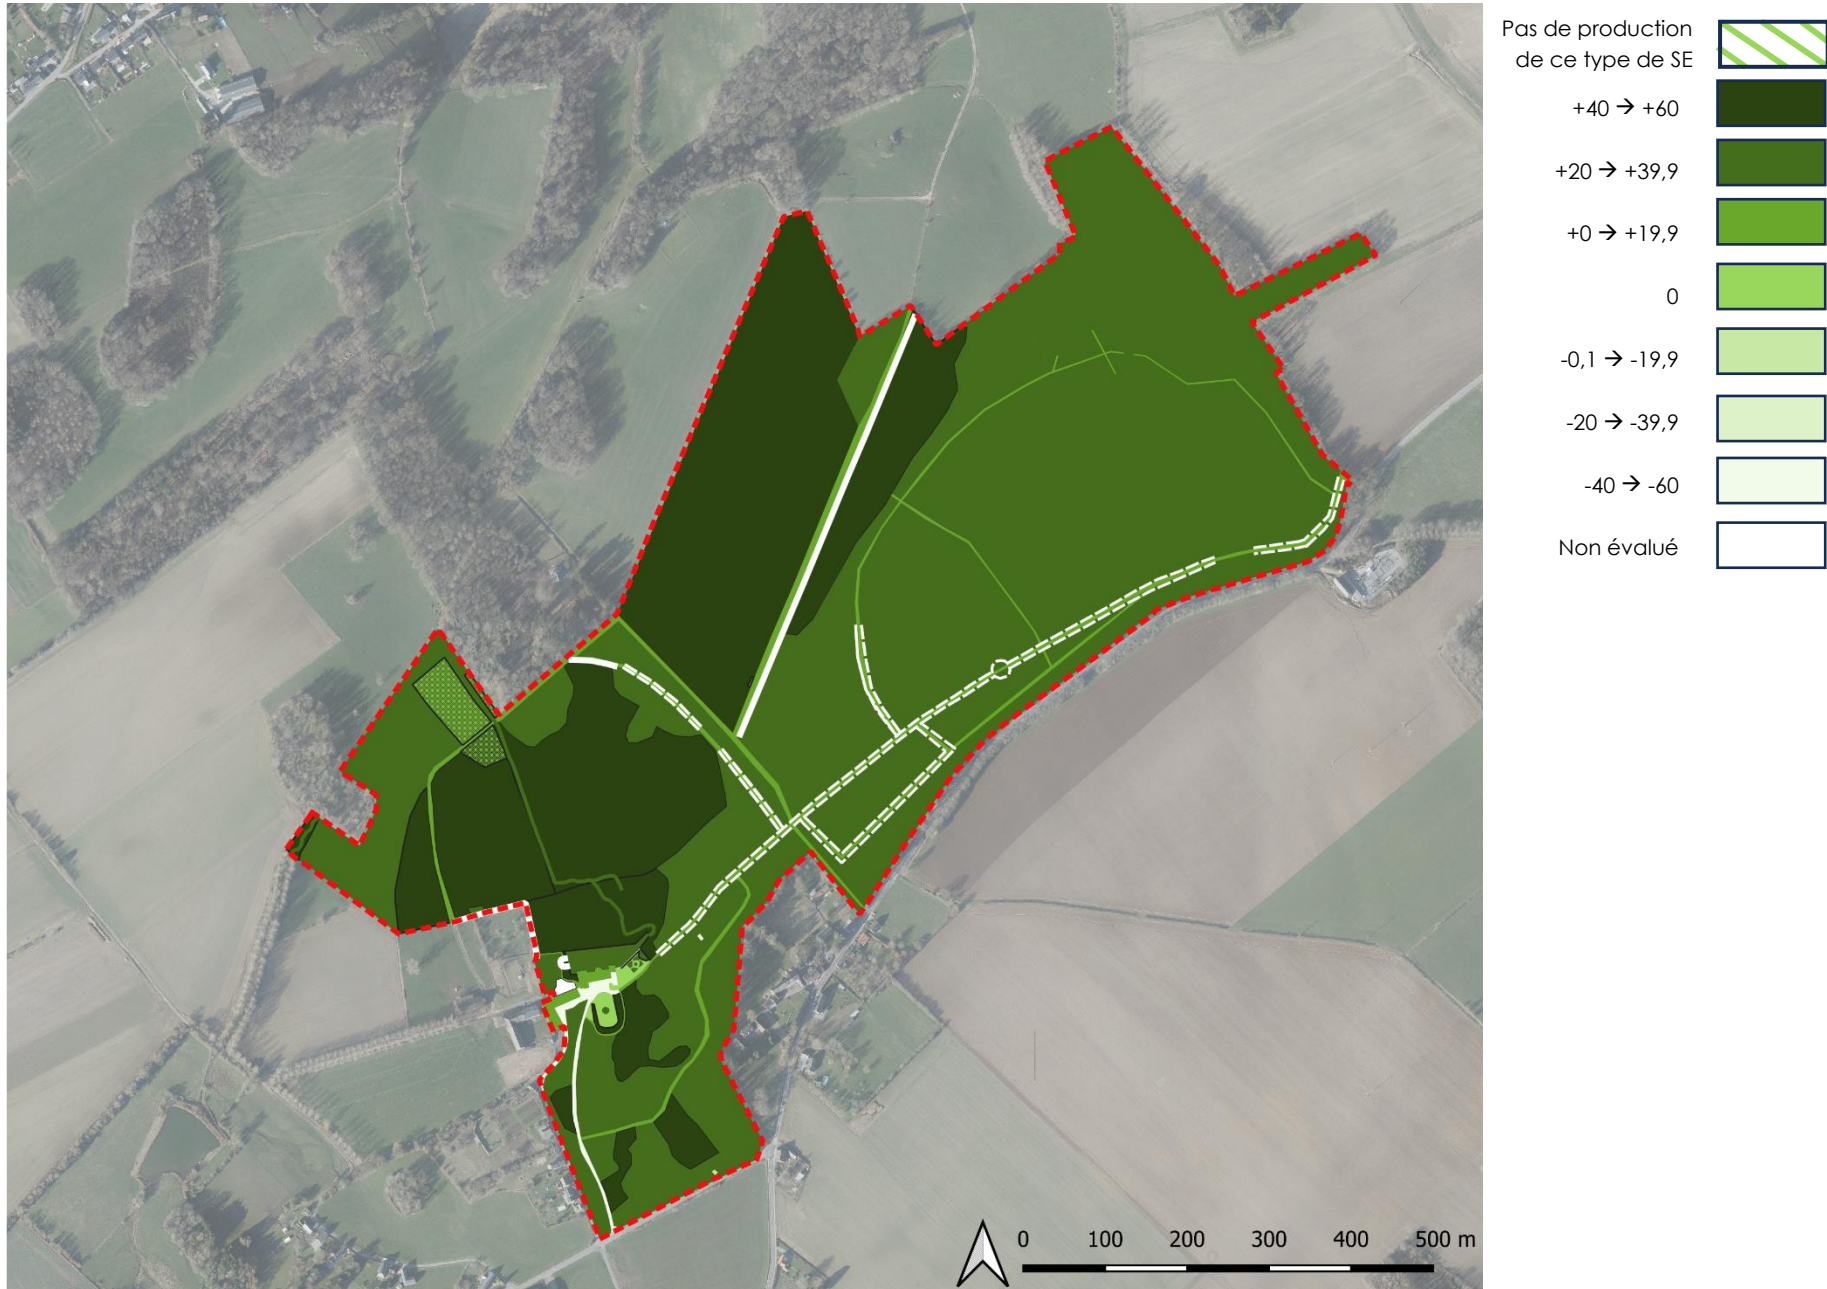 Pas de production
de ce type de SE
+40 → +60
+20 → +39,9
+0 → +19,9
0
-0,1 → -19,9
-20 → -39,9
-40 → -60
Non évalué
0 100 200 300 400 500 m